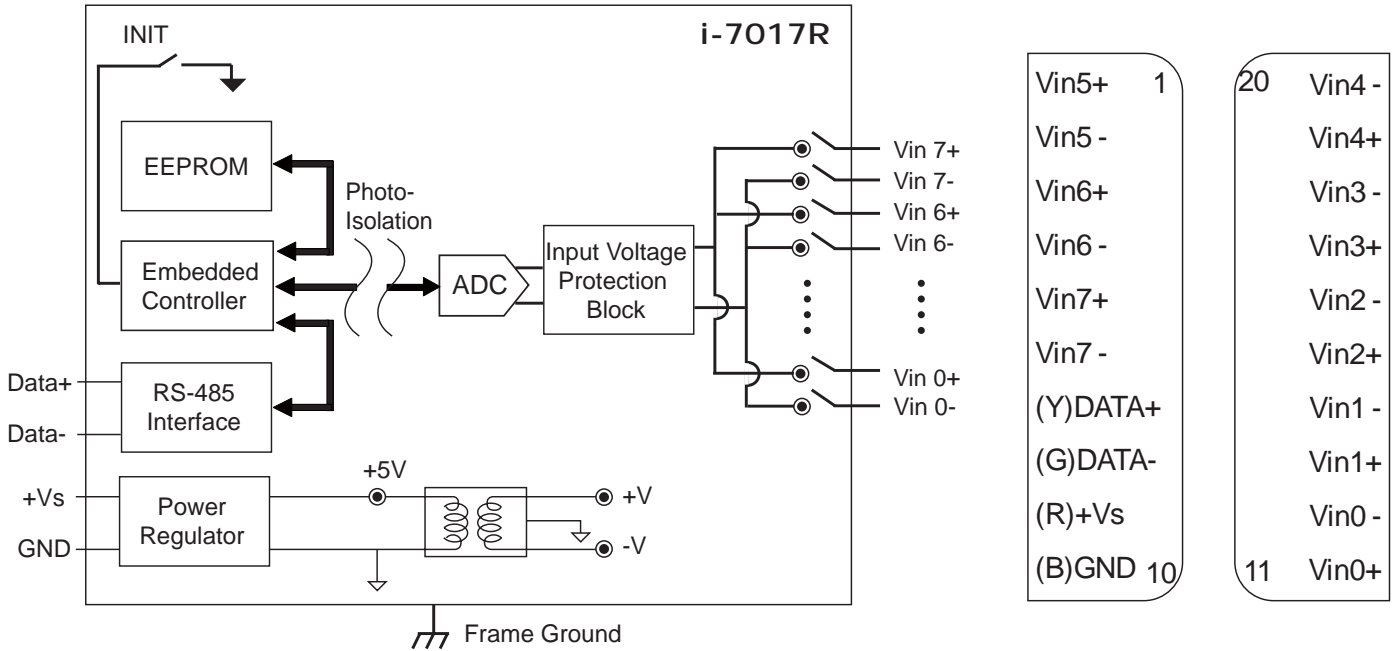 INIT
i-7017R
EEPROM
Photo-
Isolation
Embedded
Controller
ADC
Input Voltage
Protection
Block
Vin 7+
Vin 7-
Vin 6+
Vin 6-
Vin 0+
Vin 0-
Data+
Data-
RS-485
Interface
+Vs
GND
Power
Regulator
+5V
+V
-V
Frame Ground
Vin5+ 1
Vin5 -
Vin6+
Vin6 -
Vin7+
Vin7 -
(Y)DATA+
(G)DATA-
(R)+Vs
(B)GND 10
20 Vin4 -
Vin4+
Vin3 -
Vin3+
Vin2 -
Vin2+
Vin1 -
Vin1+
Vin0 -
11 Vin0+